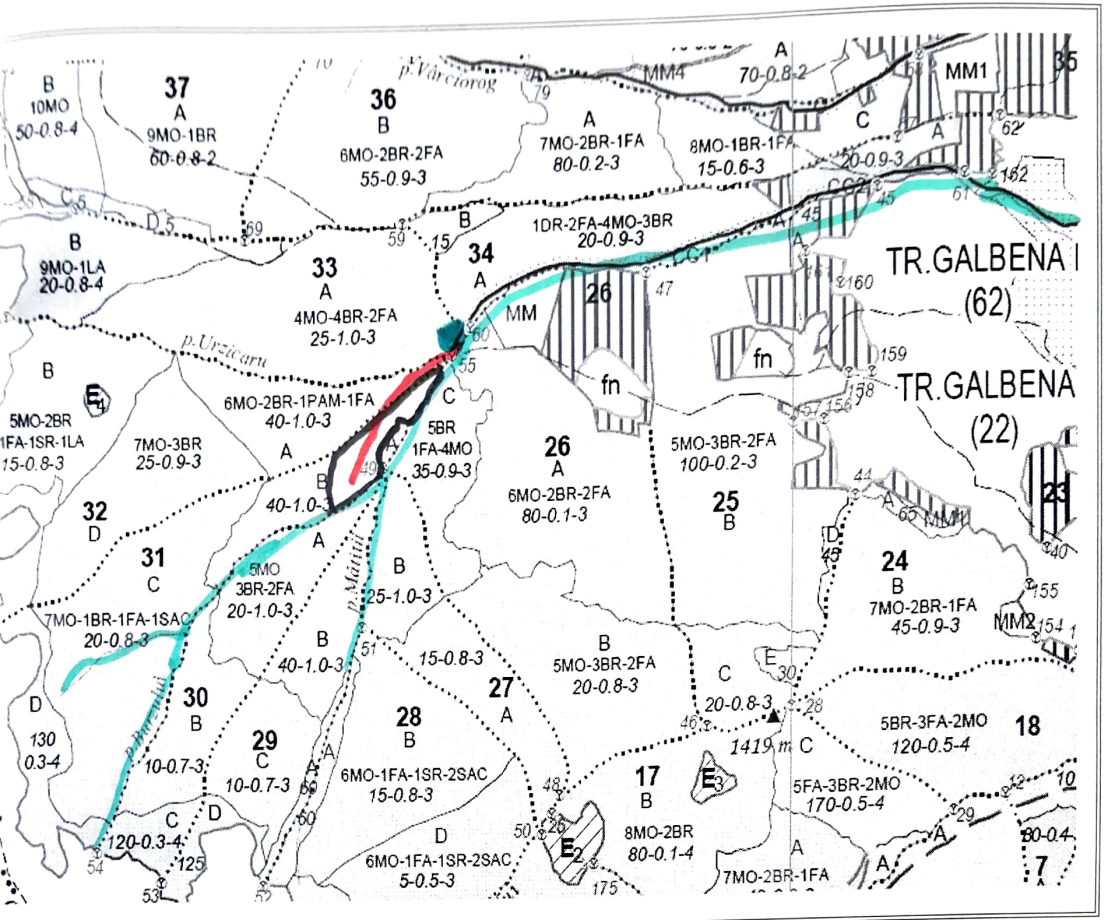 B
10MO
50-0.8-4
37
A
9MO-1BR
60-0.8-2
70
36
B
6MO-2BR-2FA
55-0.9-3
p.Vârciorog
A
79
A
7MO-2BR-1FA
80-0.2-3
MM4
A
70-0.8-2
8MO-1BR-1FA
15-0.6-3
C
20-0.9-3
MM1
35
A
62
162
61
45
45
A
CC1
47
D 5
69
59
15
B
34
A
1DR-2FA-4MO-3BR
20-0.9-3
B
9MO-1LA
20-0.8-4
33
A
4MO-4BR-2FA
25-1.0-3
MM
60
55
26
fn
fn
160
159
158
156
TR.GALBENA I
(62)
TR.GALBENA
(22)
p.Urzicaru
B
E4
5MO-2BR
1FA-1SR-1LA
15-0.8-3
6MO-2BR-1PAM-1FA
40-1.0-3
A
7MO-3BR
25-0.9-3
C
5BR
1FA-4MO
35-0.9-3
A
49
B
40-1.0-3
26
A
6MO-2BR-2FA
80-0.1-3
5MO-3BR-2FA
100-0.2-3
25
B
44
A
65
MM1
23
40
155
D
45
24
B
7MO-2BR-1FA
45-0.9-3
MM2
154
32
D
31
C
7MO-1BR-1FA-1SAC
20-0.8-3
A
5MO
3BR-2FA
20-1.0-3
p.Mătăii
B
25-1.0-3
B
40-1.0-3
51
15-0.8-3
27
A
B
5MO-3BR-2FA
20-0.8-3
E
30
C
20-0.8-3
28
46
1419 m
C
5BR-3FA-2MO
120-0.5-4
18
D
130
0.3-4
30
B
10-0.7-3
29
C
10-0.7-3
A
60
60
28
B
6MO-1FA-1SR-2SAC
15-0.8-3
48
26
50
E2
175
17
B
8MO-2BR
80-0.1-4
E3
5FA-3BR-2MO
170-0.5-4
12
10
29
A
80-0.4-
7
C
120-0.3-4
D
125
54
53
52
D
6MO-1FA-1SR-2SAC
5-0.5-3
A
7MO-2BR-1FA
A